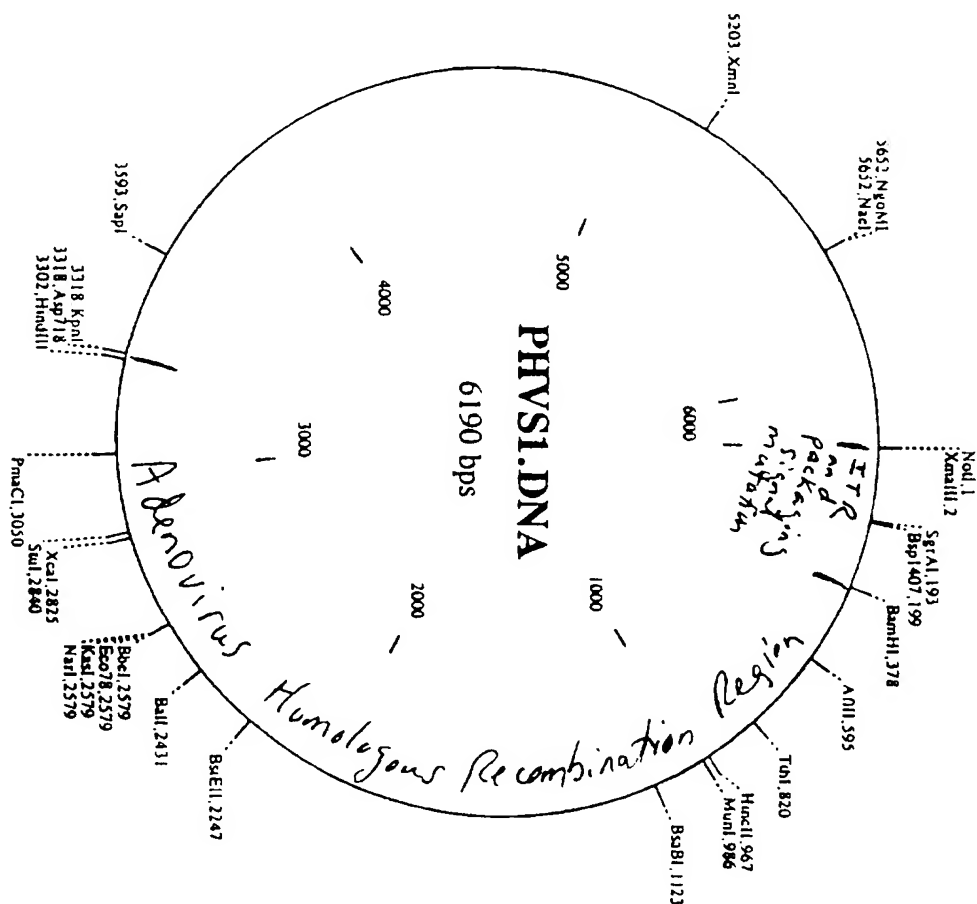 PHVS1.DNA
6190 bps
NotI,1
XmaIII,2
SgrAI,193
Bsp1407,199
BamHI,378
AflII,595
Tth1,820
HincII,967
MunI,986
BsaBI,1123
BstEII,2247
BalI,2431
BbeI,2579
Eco78,2579
KasI,2579
NarI,2579
XcaI,2825
StuI,2840
PmaCI,3050
3302,HindIII
3318,Asp718
3318 KpnI
3593,SapI
5203,XmnI
5652,NgoMI
5652,NaeI
1000
2000
3000
4000
5000
6000
ITR
and
packaging
signal
mutation
Adenovirus Homologous Recombination Region